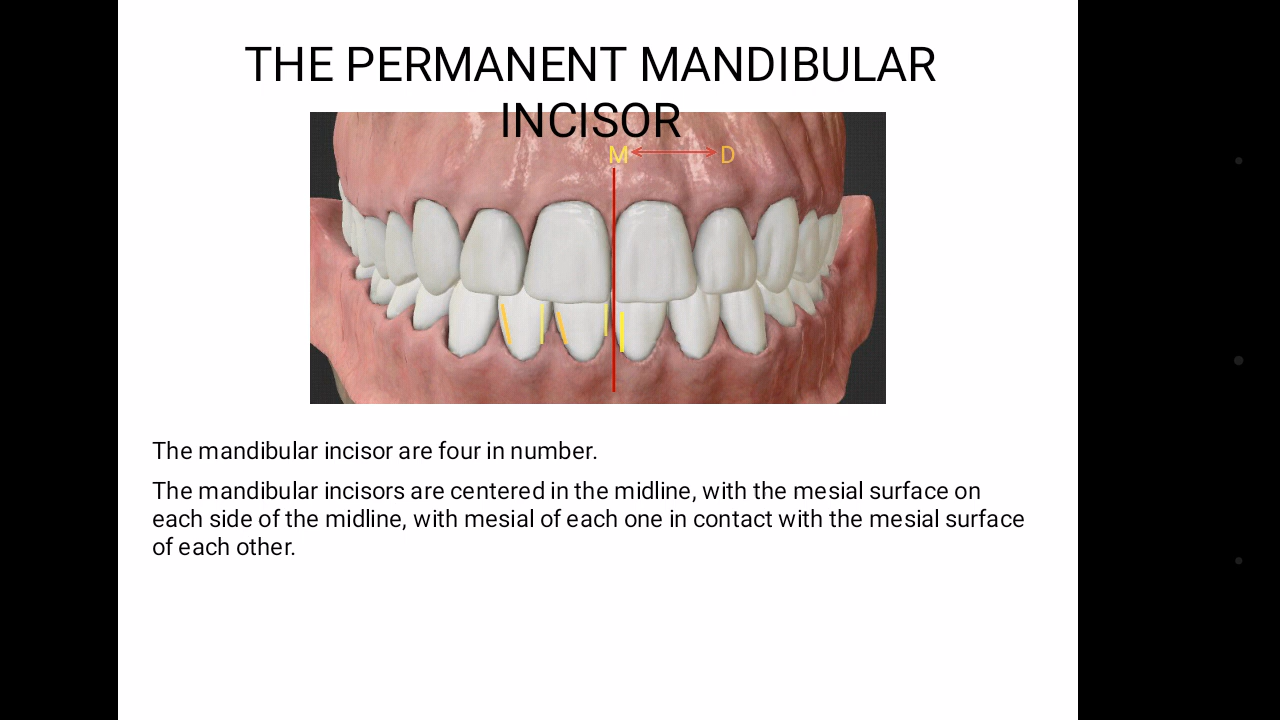 THE PERMANENT MANDIBULAR
INCISOR
M D
The mandibular incisor are four in number.
The mandibular incisors are centered in the midline, with the mesial surface on
each side of the midline, with mesial of each one in contact with the mesial surface
of each other.